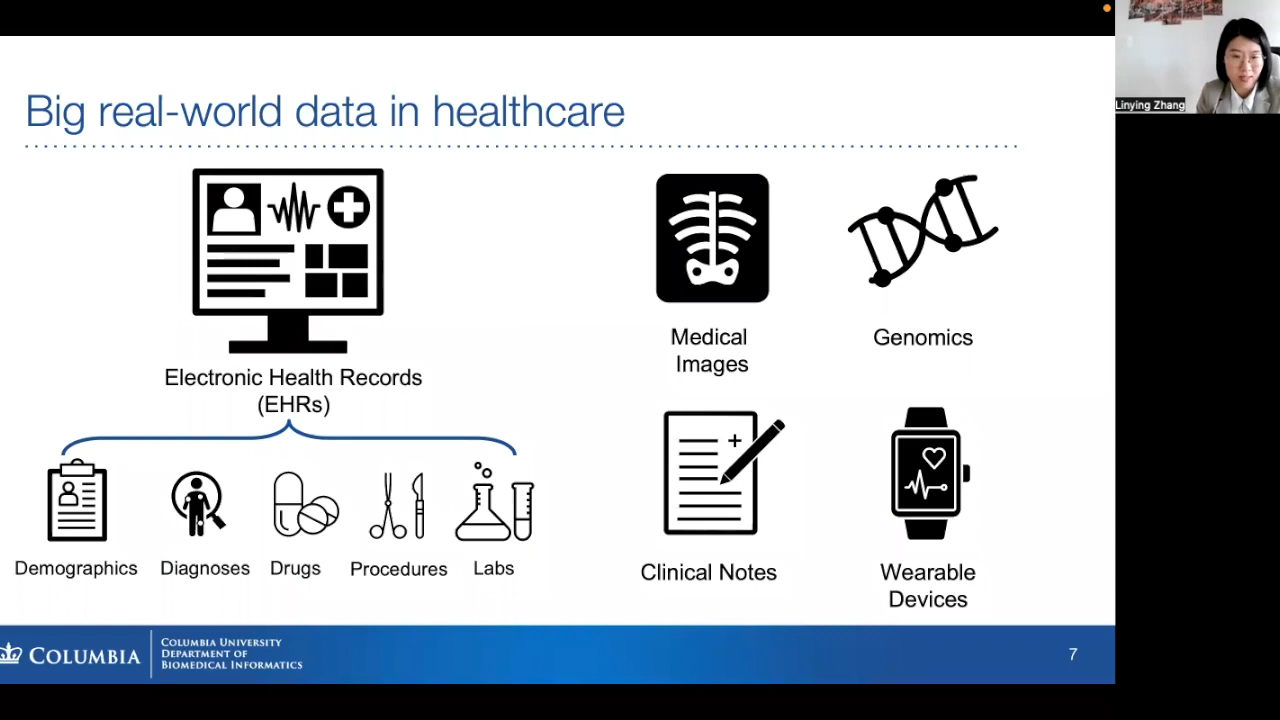 Big real-world data in healthcare
Electronic Health Records
(EHRs)
Demographics
Diagnoses
Drugs
Procedures
Labs
Medical
Images
Genomics
Clinical Notes
Wearable
Devices
COLUMBIA
COLUMBIA UNIVERSITY
DEPARTMENT OF
BIOMEDICAL INFORMATICS
7
Linying Zhang